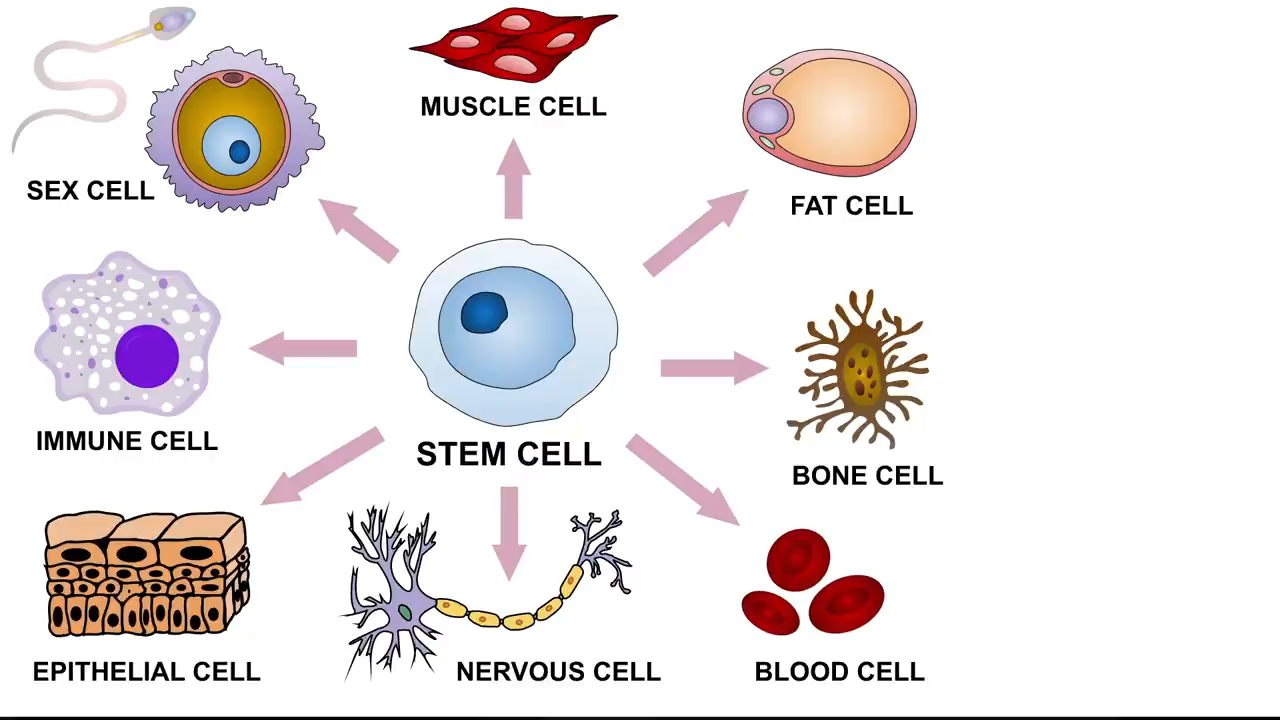 MUSCLE CELL
SEX CELL
FAT CELL
IMMUNE CELL
STEM CELL
BONE CELL
EPITHELIAL CELL
NERVOUS CELL
BLOOD CELL